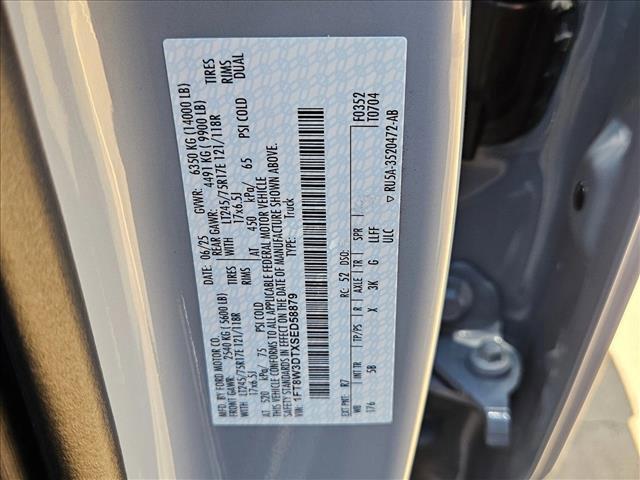 MFD. BY FORD MOTOR CO.
06/25 GVWR: 6350 KG (14000 LB)
FRONT GAWR: 2540 KG (5600 LB) REAR GAWR: 4491 KG (9900 LB)
LT245/75R17E 121/118R TIRES WITH LT245/75R17E 121/118R TIRES
17x6.5J RIMS 17x6.5J RIMS
AT 520 kPa/ 75 PSI COLD AT 450 kPa/ 65 PSI COLD DUAL
THIS VEHICLE CONFORMS TO ALL APPLICABLE FEDERAL MOTOR VEHICLE
SAFETY STANDARDS IN EFFECT ON THE DATE OF MANUFACTURE SHOWN ABOVE.
VIN: 1FT8W3DTXSED58879
TYPE: Truck
F0352
T0704
EXT PNT: R7 RC: 52 DSO:
WB INT TR TP/PS R AXLE TR SPR
176 5B X 3K G LLFF
ULC
RU5A-3520472-AB